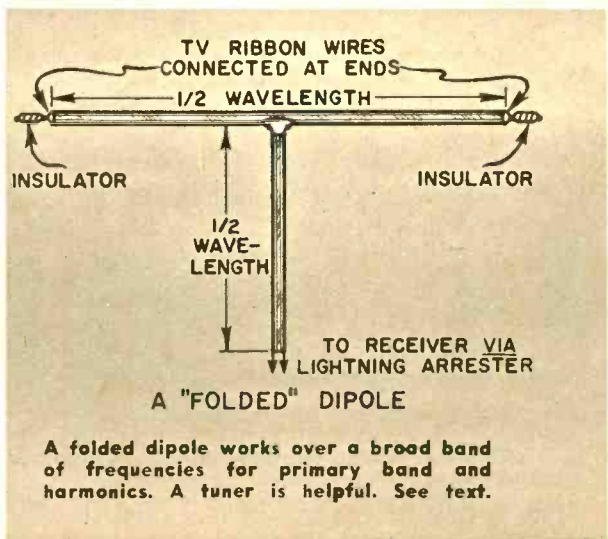 TV RIBBON WIRES
CONNECTED AT ENDS
1/2 WAVELENGTH
INSULATOR
INSULATOR
1/2
WAVE-
LENGTH
TO RECEIVER VIA
LIGHTNING ARRESTER
A "FOLDED" DIPOLE
A folded dipole works over a broad band
of frequencies for primary band and
harmonics. A tuner is helpful. See text.